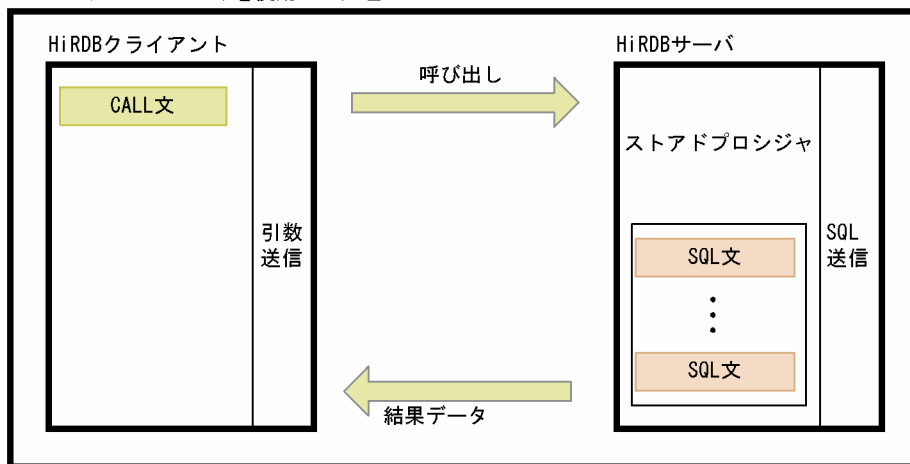 HiRDBクライアント
HiRDBサーバ
CALL文
呼び出し
ストアドプロシジャ
引数
送信
SQL
送信
SQL文
SQL文
結果データ